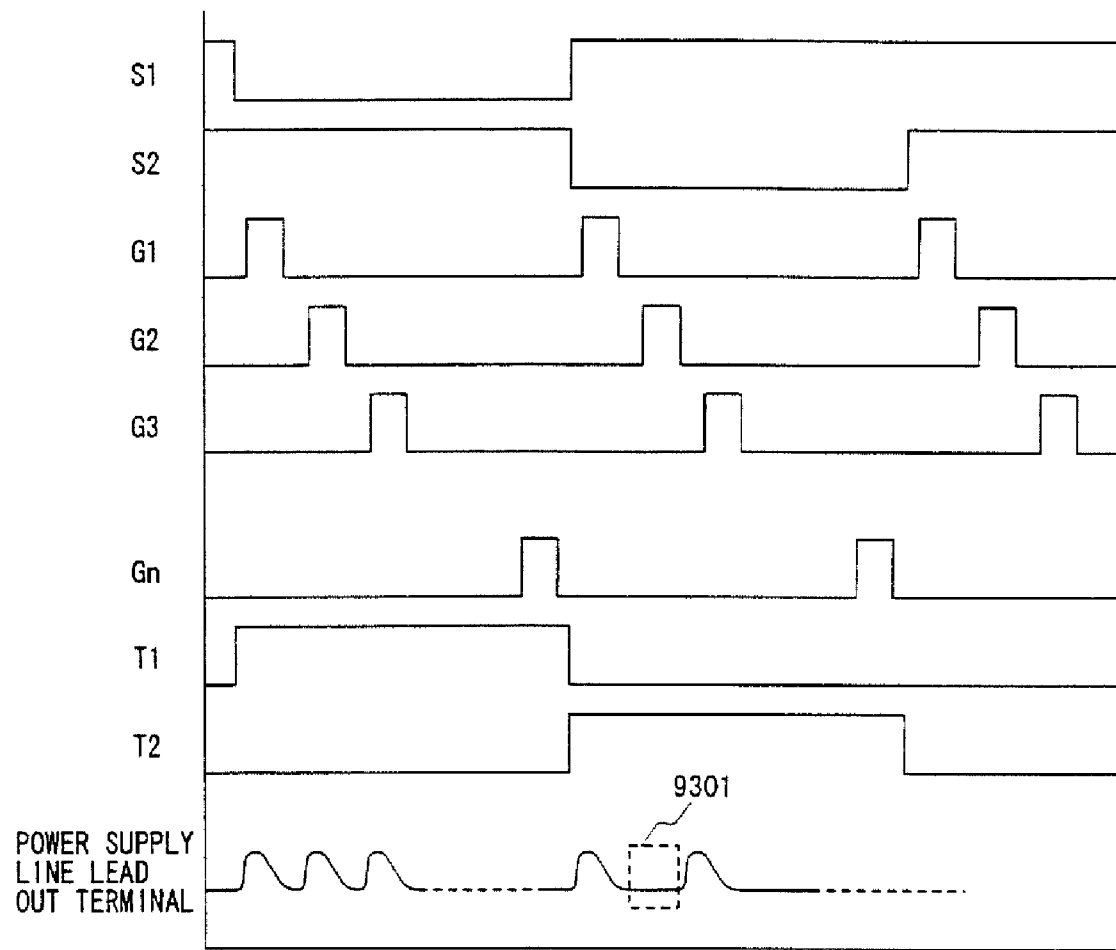 S1
S2
G1
G2
G3
Gn
T1
T2
9301
POWER SUPPLY
LINE LEAD
OUT TERMINAL